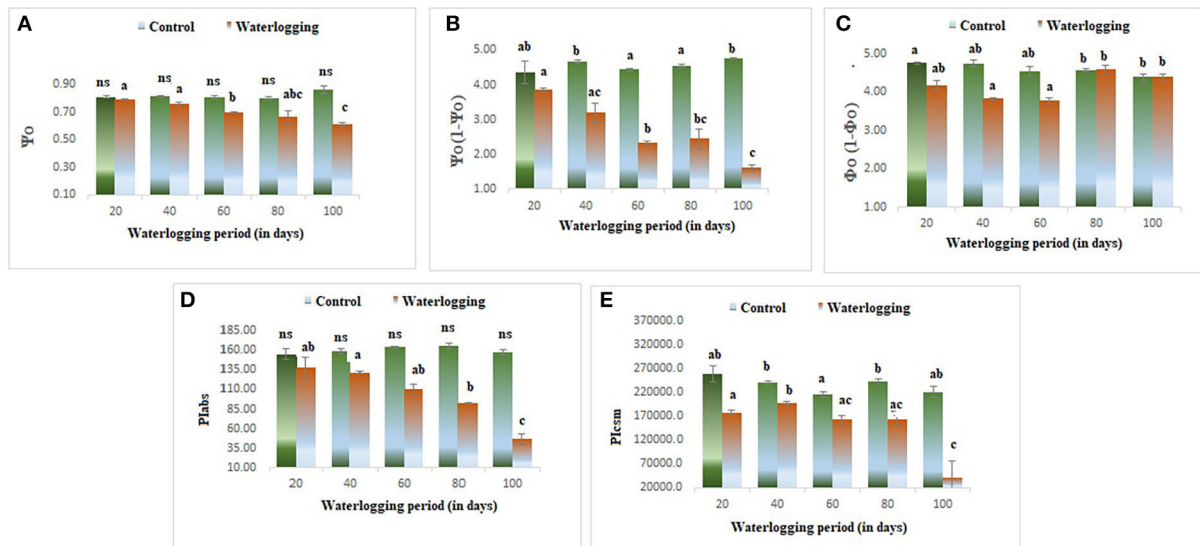 A
Control Waterlogging
ns a ns a ns b ns abc ns c
0.90
0.70
0.50
0.30
0.10
Ψo
20 40 60 80 100
Waterlogging period (in days)
B
Control Waterlogging
ab a b ac a b a bc b c
5.00
4.00
3.00
2.00
1.00
Ψo(1-Ψo)
20 40 60 80 100
Waterlogging period (in days)
C
Control Waterlogging
a ab ab a ab a b b b b
5.00
4.00
3.00
2.00
1.00
Φo (1-Φo)
20 40 60 80 100
Waterlogging period (in days)
D
Control Waterlogging
ns ab ns a ns ab ns b ns c
185.00
160.00
135.00
110.00
85.00
60.00
35.00
10.00
PIabs
20 40 60 80 100
Waterlogging period (in days)
E
Control Waterlogging
ab a b b a ac b ac ab c
370000.0
320000.0
270000.0
220000.0
170000.0
120000.0
70000.0
20000.0
PIcsm
20 40 60 80 100
Waterlogging period (in days)